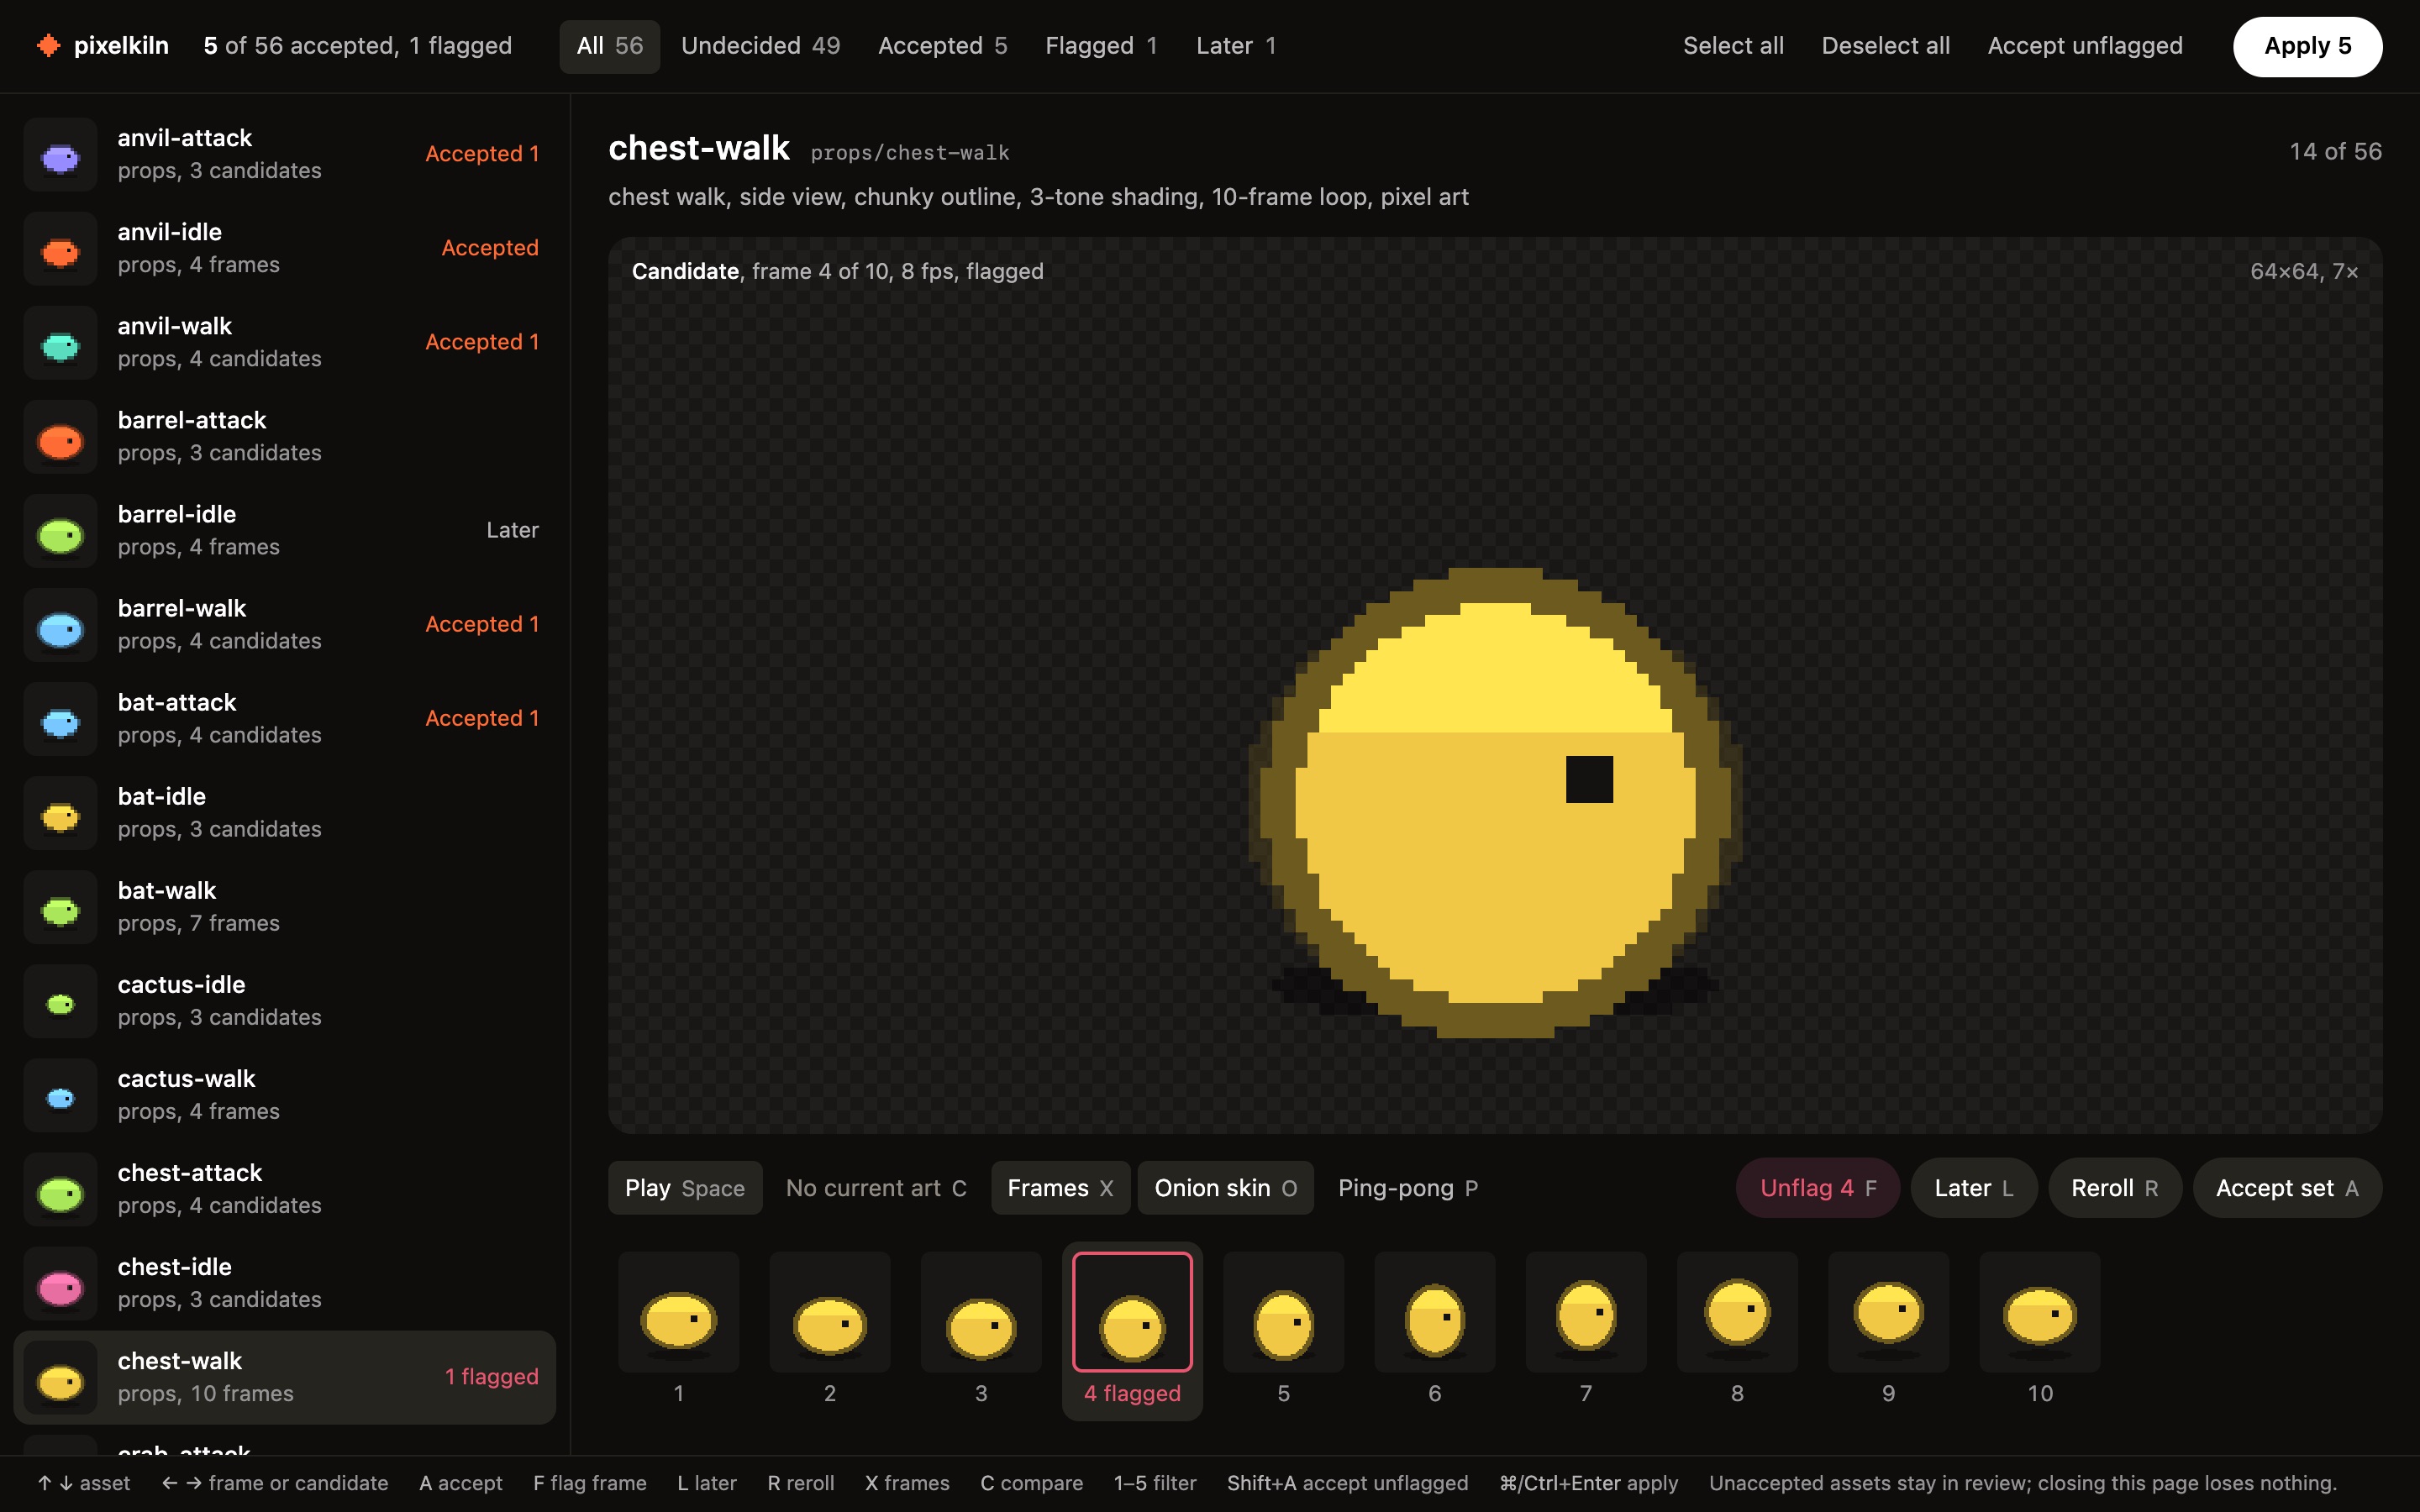 pixelkiln
5 of 56 accepted, 1 flagged
All 56
Undecided 49
Accepted 5
Flagged 1
Later 1
Select all
Deselect all
Accept unflagged
Apply 5
anvil-attack
props, 3 candidates
Accepted 1
anvil-idle
props, 4 frames
Accepted
anvil-walk
props, 4 candidates
Accepted 1
barrel-attack
props, 3 candidates
barrel-idle
props, 4 frames
Later
barrel-walk
props, 4 candidates
Accepted 1
bat-attack
props, 4 candidates
Accepted 1
bat-idle
props, 3 candidates
bat-walk
props, 7 frames
cactus-idle
props, 3 candidates
cactus-walk
props, 4 frames
chest-attack
props, 4 candidates
chest-idle
props, 3 candidates
chest-walk
props, 10 frames
1 flagged
crab-attack
chest-walk props/chest-walk
14 of 56
chest walk, side view, chunky outline, 3-tone shading, 10-frame loop, pixel art
Candidate, frame 4 of 10, 8 fps, flagged
64×64, 7×
Play Space
No current art C
Frames X
Onion skin O
Ping-pong P
Unflag 4 F
Later L
Reroll R
Accept set A
1
2
3
4 flagged
5
6
7
8
9
10
↑ ↓ asset
← → frame or candidate
A accept
F flag frame
L later
R reroll
X frames
C compare
1–5 filter
Shift+A accept unflagged
⌘/Ctrl+Enter apply
Unaccepted assets stay in review; closing this page loses nothing.